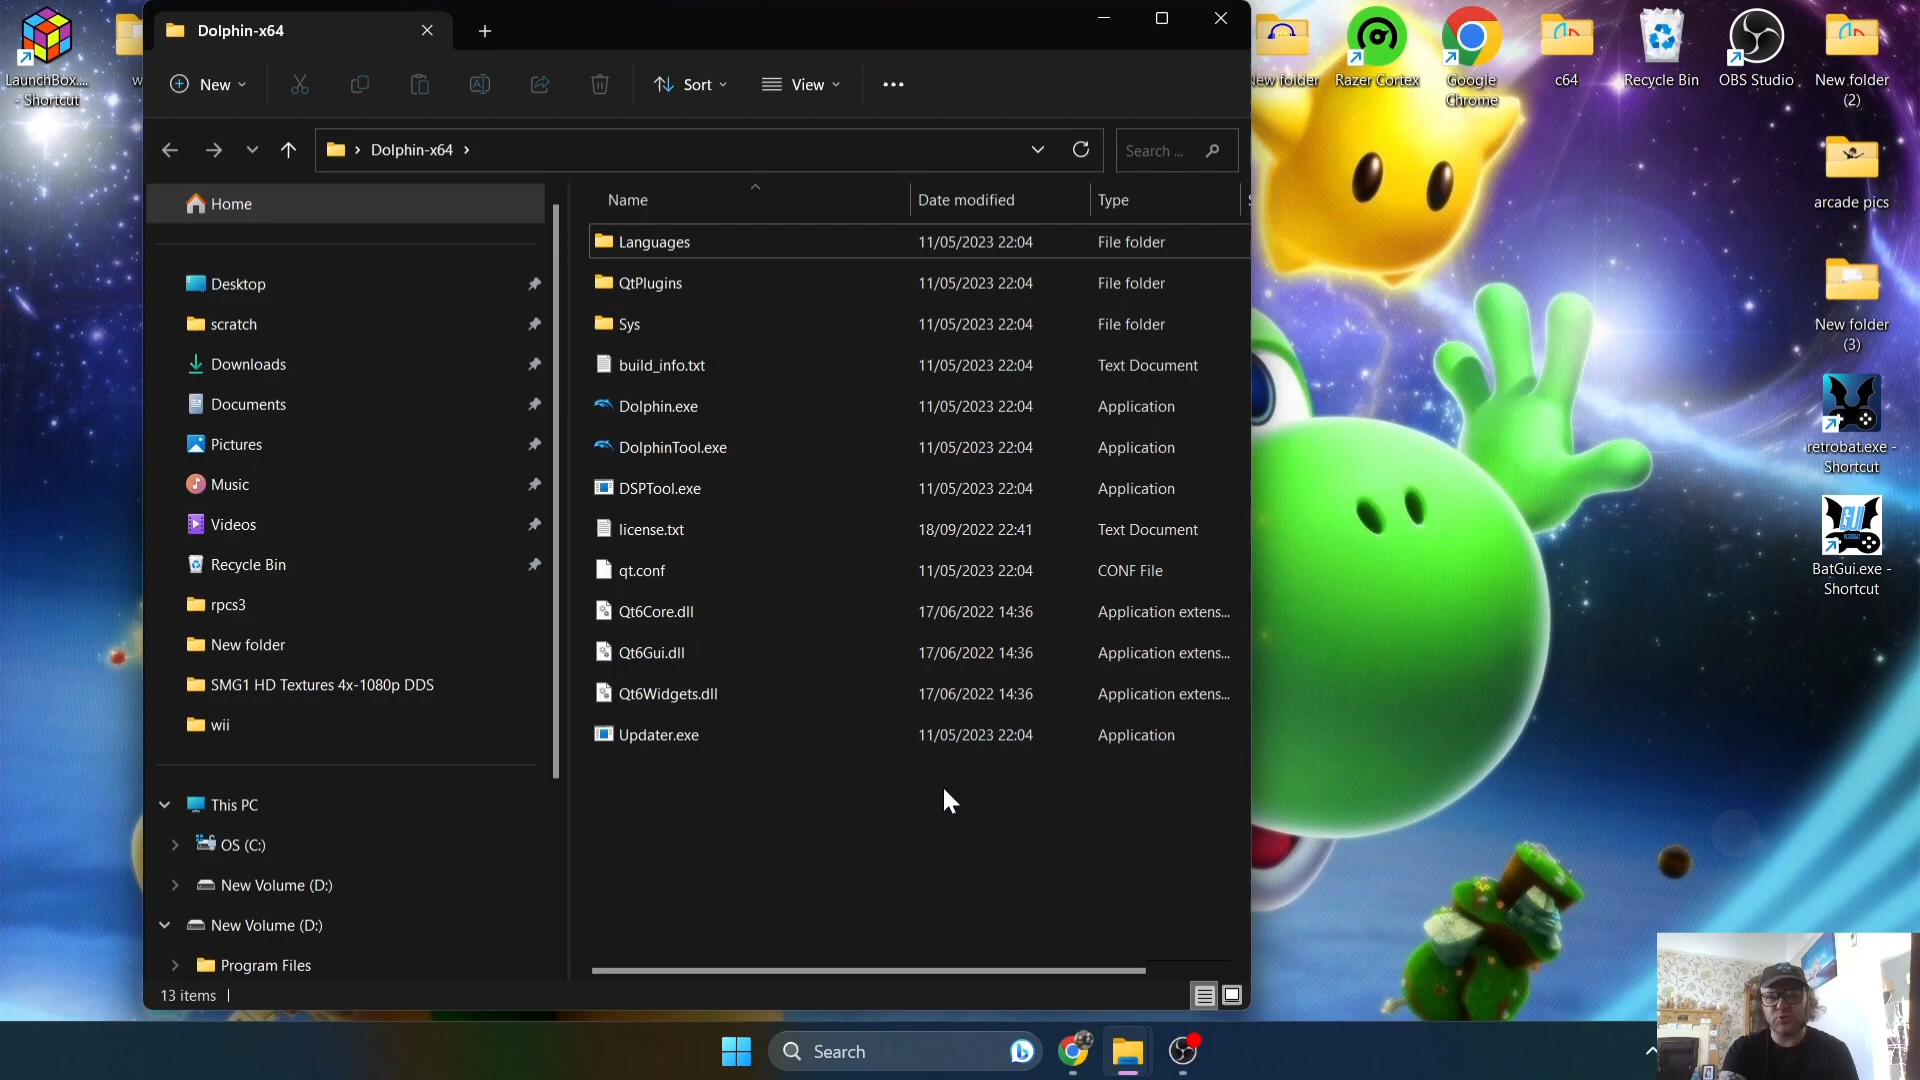 Dolphin-x64
New
Sort
View
Dolphin-x64
Search ...
Home
Desktop
scratch
Downloads
Documents
Pictures
Music
Videos
Recycle Bin
rpcs3
New folder
SMG1 HD Textures 4x-1080p DDS
wii
This PC
OS (C:)
New Volume (D:)
New Volume (D:)
Program Files
Name Date modified Type
Languages 11/05/2023 22:04 File folder
QtPlugins 11/05/2023 22:04 File folder
Sys 11/05/2023 22:04 File folder
build_info.txt 11/05/2023 22:04 Text Document
Dolphin.exe 11/05/2023 22:04 Application
DolphinTool.exe 11/05/2023 22:04 Application
DSPTool.exe 11/05/2023 22:04 Application
license.txt 18/09/2022 22:41 Text Document
qt.conf 11/05/2023 22:04 CONF File
Qt6Core.dll 17/06/2022 14:36 Application extens...
Qt6Gui.dll 17/06/2022 14:36 Application extens...
Qt6Widgets.dll 17/06/2022 14:36 Application extens...
Updater.exe 11/05/2023 22:04 Application
13 items
LaunchBox....
- Shortcut
New folder
Razer Cortex
Google
Chrome
c64
Recycle Bin
OBS Studio
New folder
(2)
arcade pics
New folder
(3)
retrobat.exe -
Shortcut
GUI
BatGui.exe -
Shortcut
Search